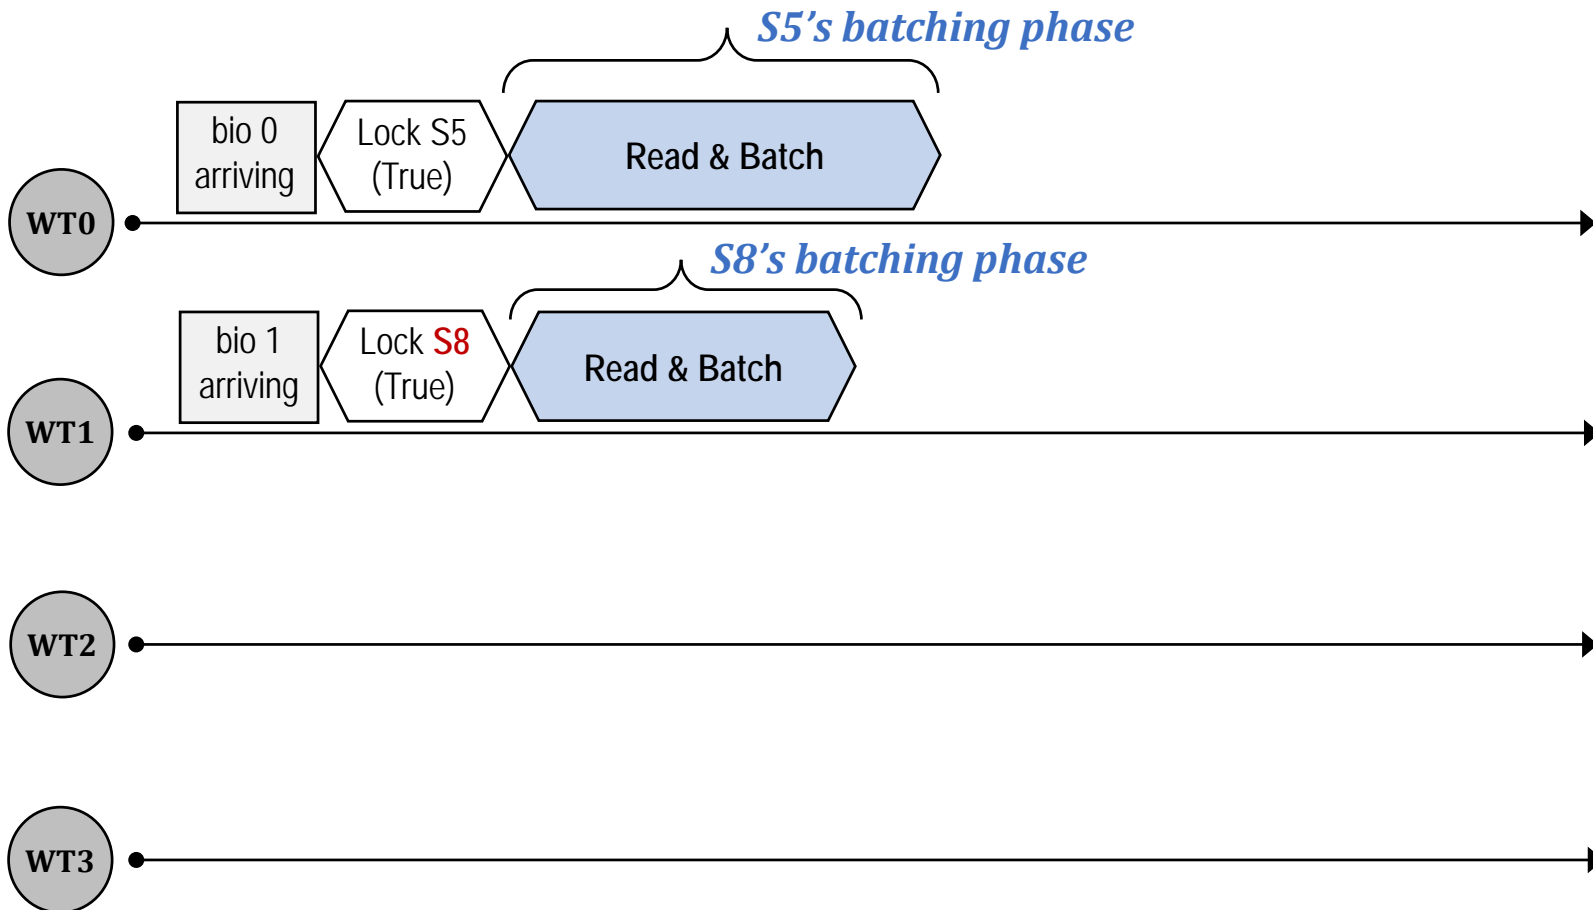 S5’s batching phase
bio 0
arriving
Lock S5
(True)
Read & Batch
WT0
S8’s batching phase
bio 1
arriving
Lock S8
(True)
Read & Batch
WT1
WT2
WT3